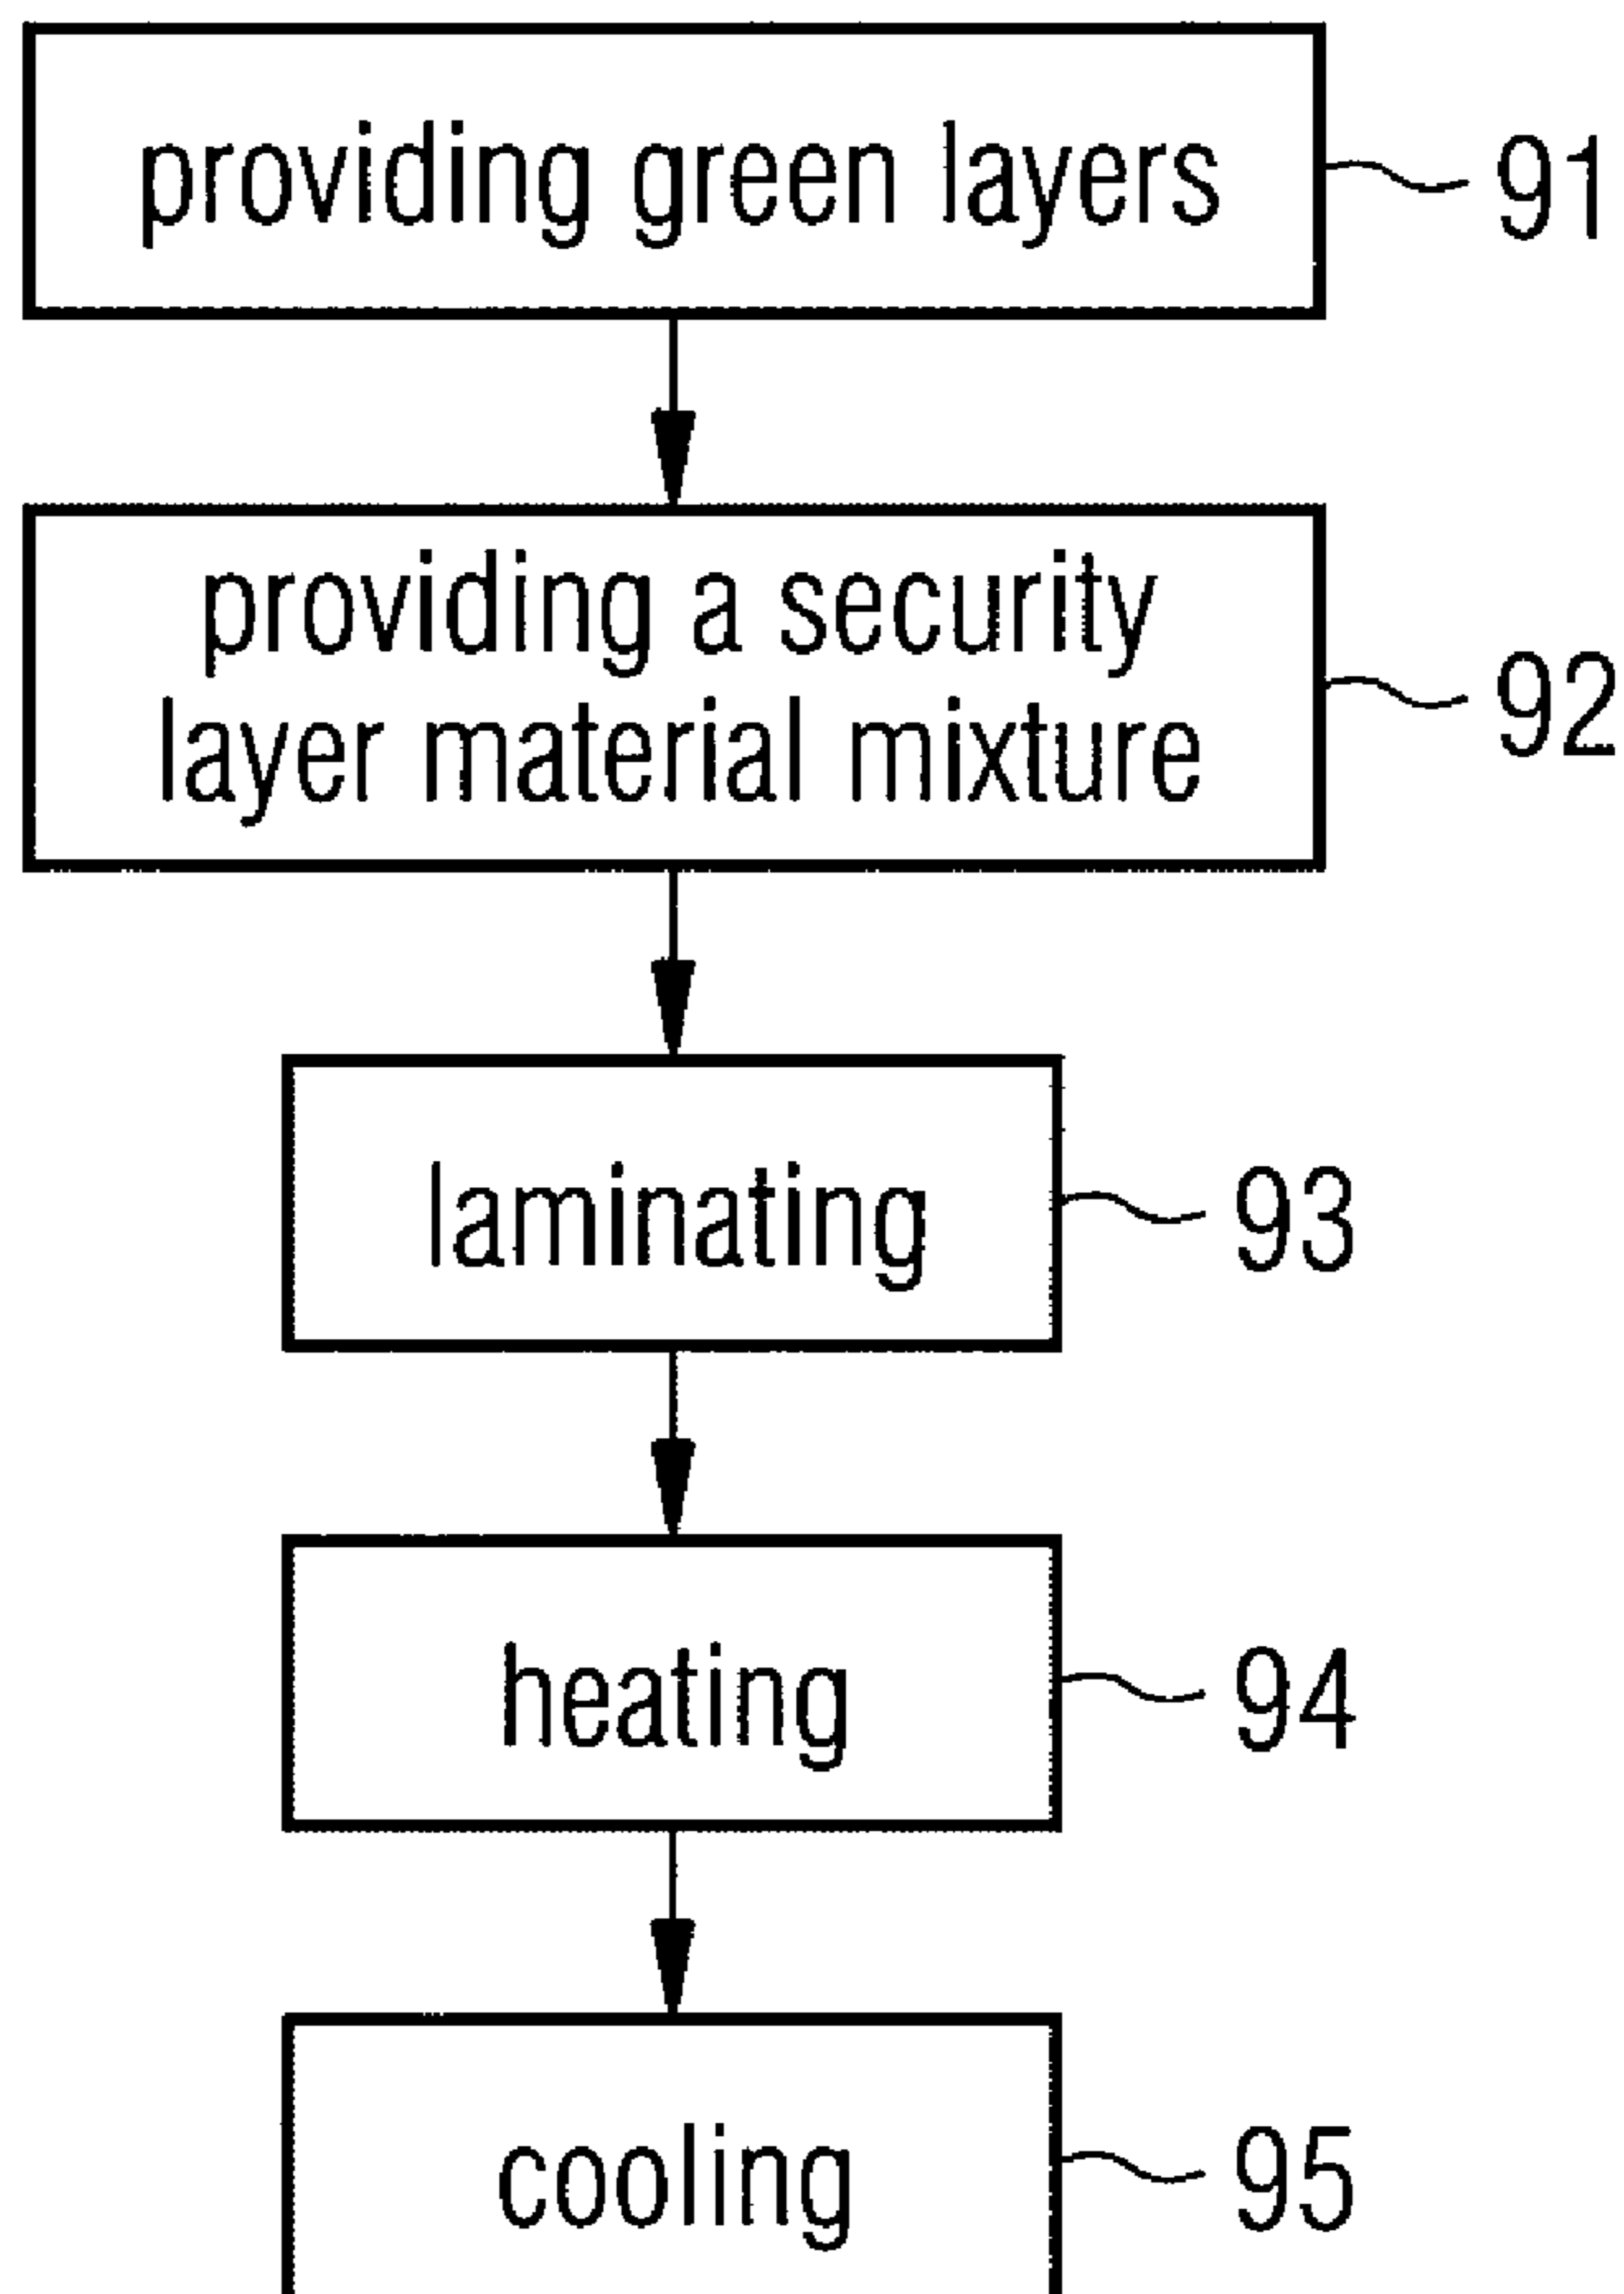 providing green layers 91
providing a security
layer material mixture 92
laminating 93
heating 94
cooling 95